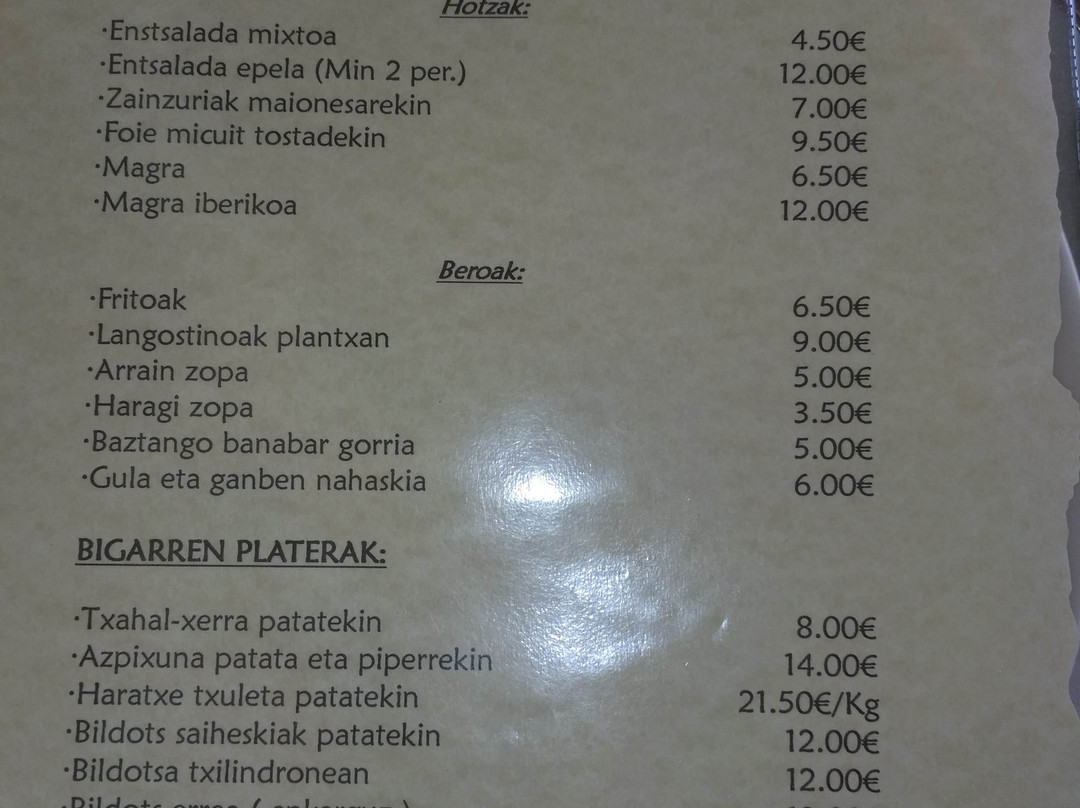 Hotzak:
·Enstsalada mixtoa 4.50€
·Entsalada epela (Min 2 per.) 12.00€
·Zainzuriak maionesarekin 7.00€
·Foie micuit tostadekin 9.50€
·Magra 6.50€
·Magra iberikoa 12.00€
Beroak:
·Fritoak 6.50€
·Langostinoak plantxan 9.00€
·Arrain zopa 5.00€
·Haragi zopa 3.50€
·Baztango banabar gorria 5.00€
·Gula eta ganben nahaskia 6.00€
BIGARREN PLATERAK:
·Txahal-xerra patatekin 8.00€
·Azpixuna patata eta piperrekin 14.00€
·Haratxe txuleta patatekin 21.50€/Kg
·Bildots saiheskiak patatekin 12.00€
·Bildotsa txilindronean 12.00€
·Bildots